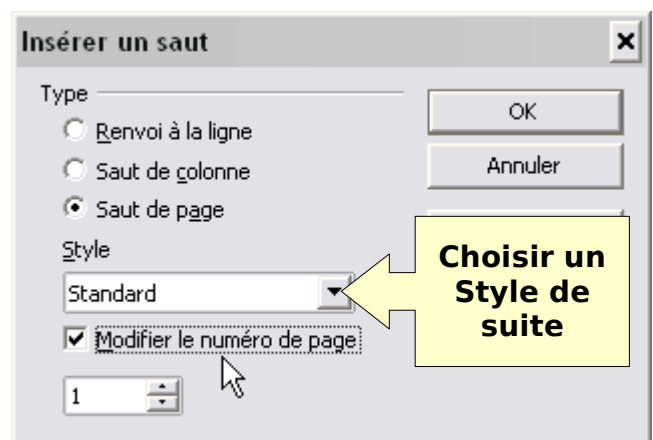 Insérer un saut
Type
Renvoi à la ligne
Saut de colonne
Saut de page
Style
Standard
Modifier le numéro de page
1
OK
Annuler
Choisir un
Style de
suite